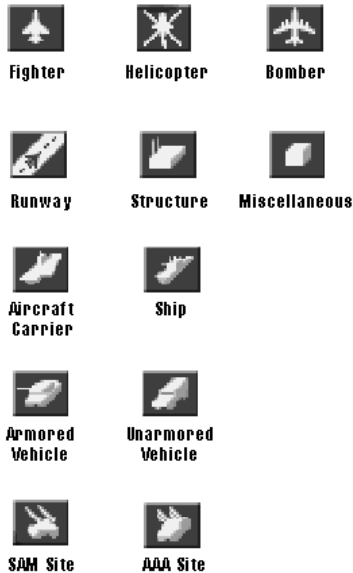 Fighter
Helicopter
Bomber
Runway
Structure
Miscellaneous
Aircraft
Carrier
Ship
Armored
Vehicle
Unarmored
Vehicle
SAM Site
AAA Site